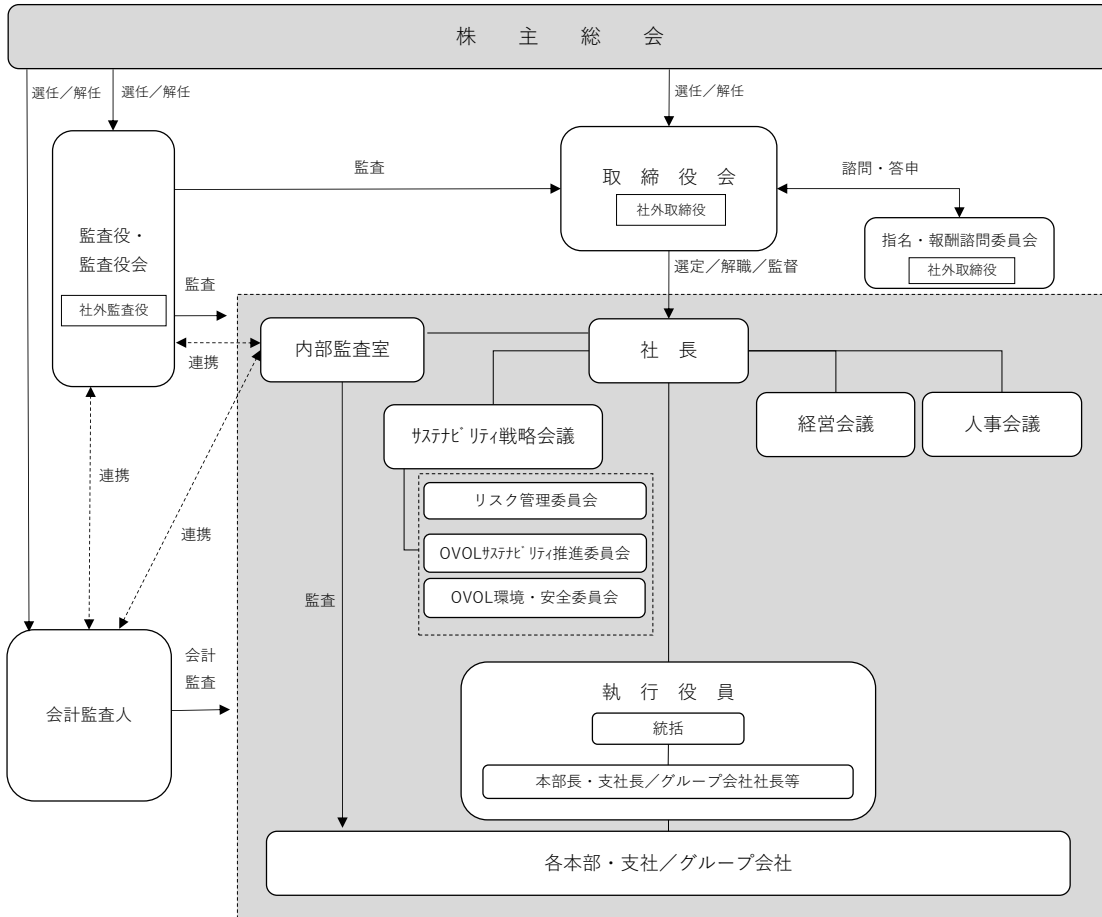 株主総会
選任／解任
選任／解任
選任／解任
監査役・
監査役会
社外監査役
監査
取締役会
社外取締役
諮問・答申
指名・報酬諮問委員会
社外取締役
選定／解職／監督
監査
連携
内部監査室
社長
サステナビリティ戦略会議
経営会議
人事会議
リスク管理委員会
OVOLサステナビリティ推進委員会
OVOL環境・安全委員会
連携
連携
監査
会計
監査
会計監査人
執行役員
統括
本部長・支社長／グループ会社社長等
各本部・支社／グループ会社